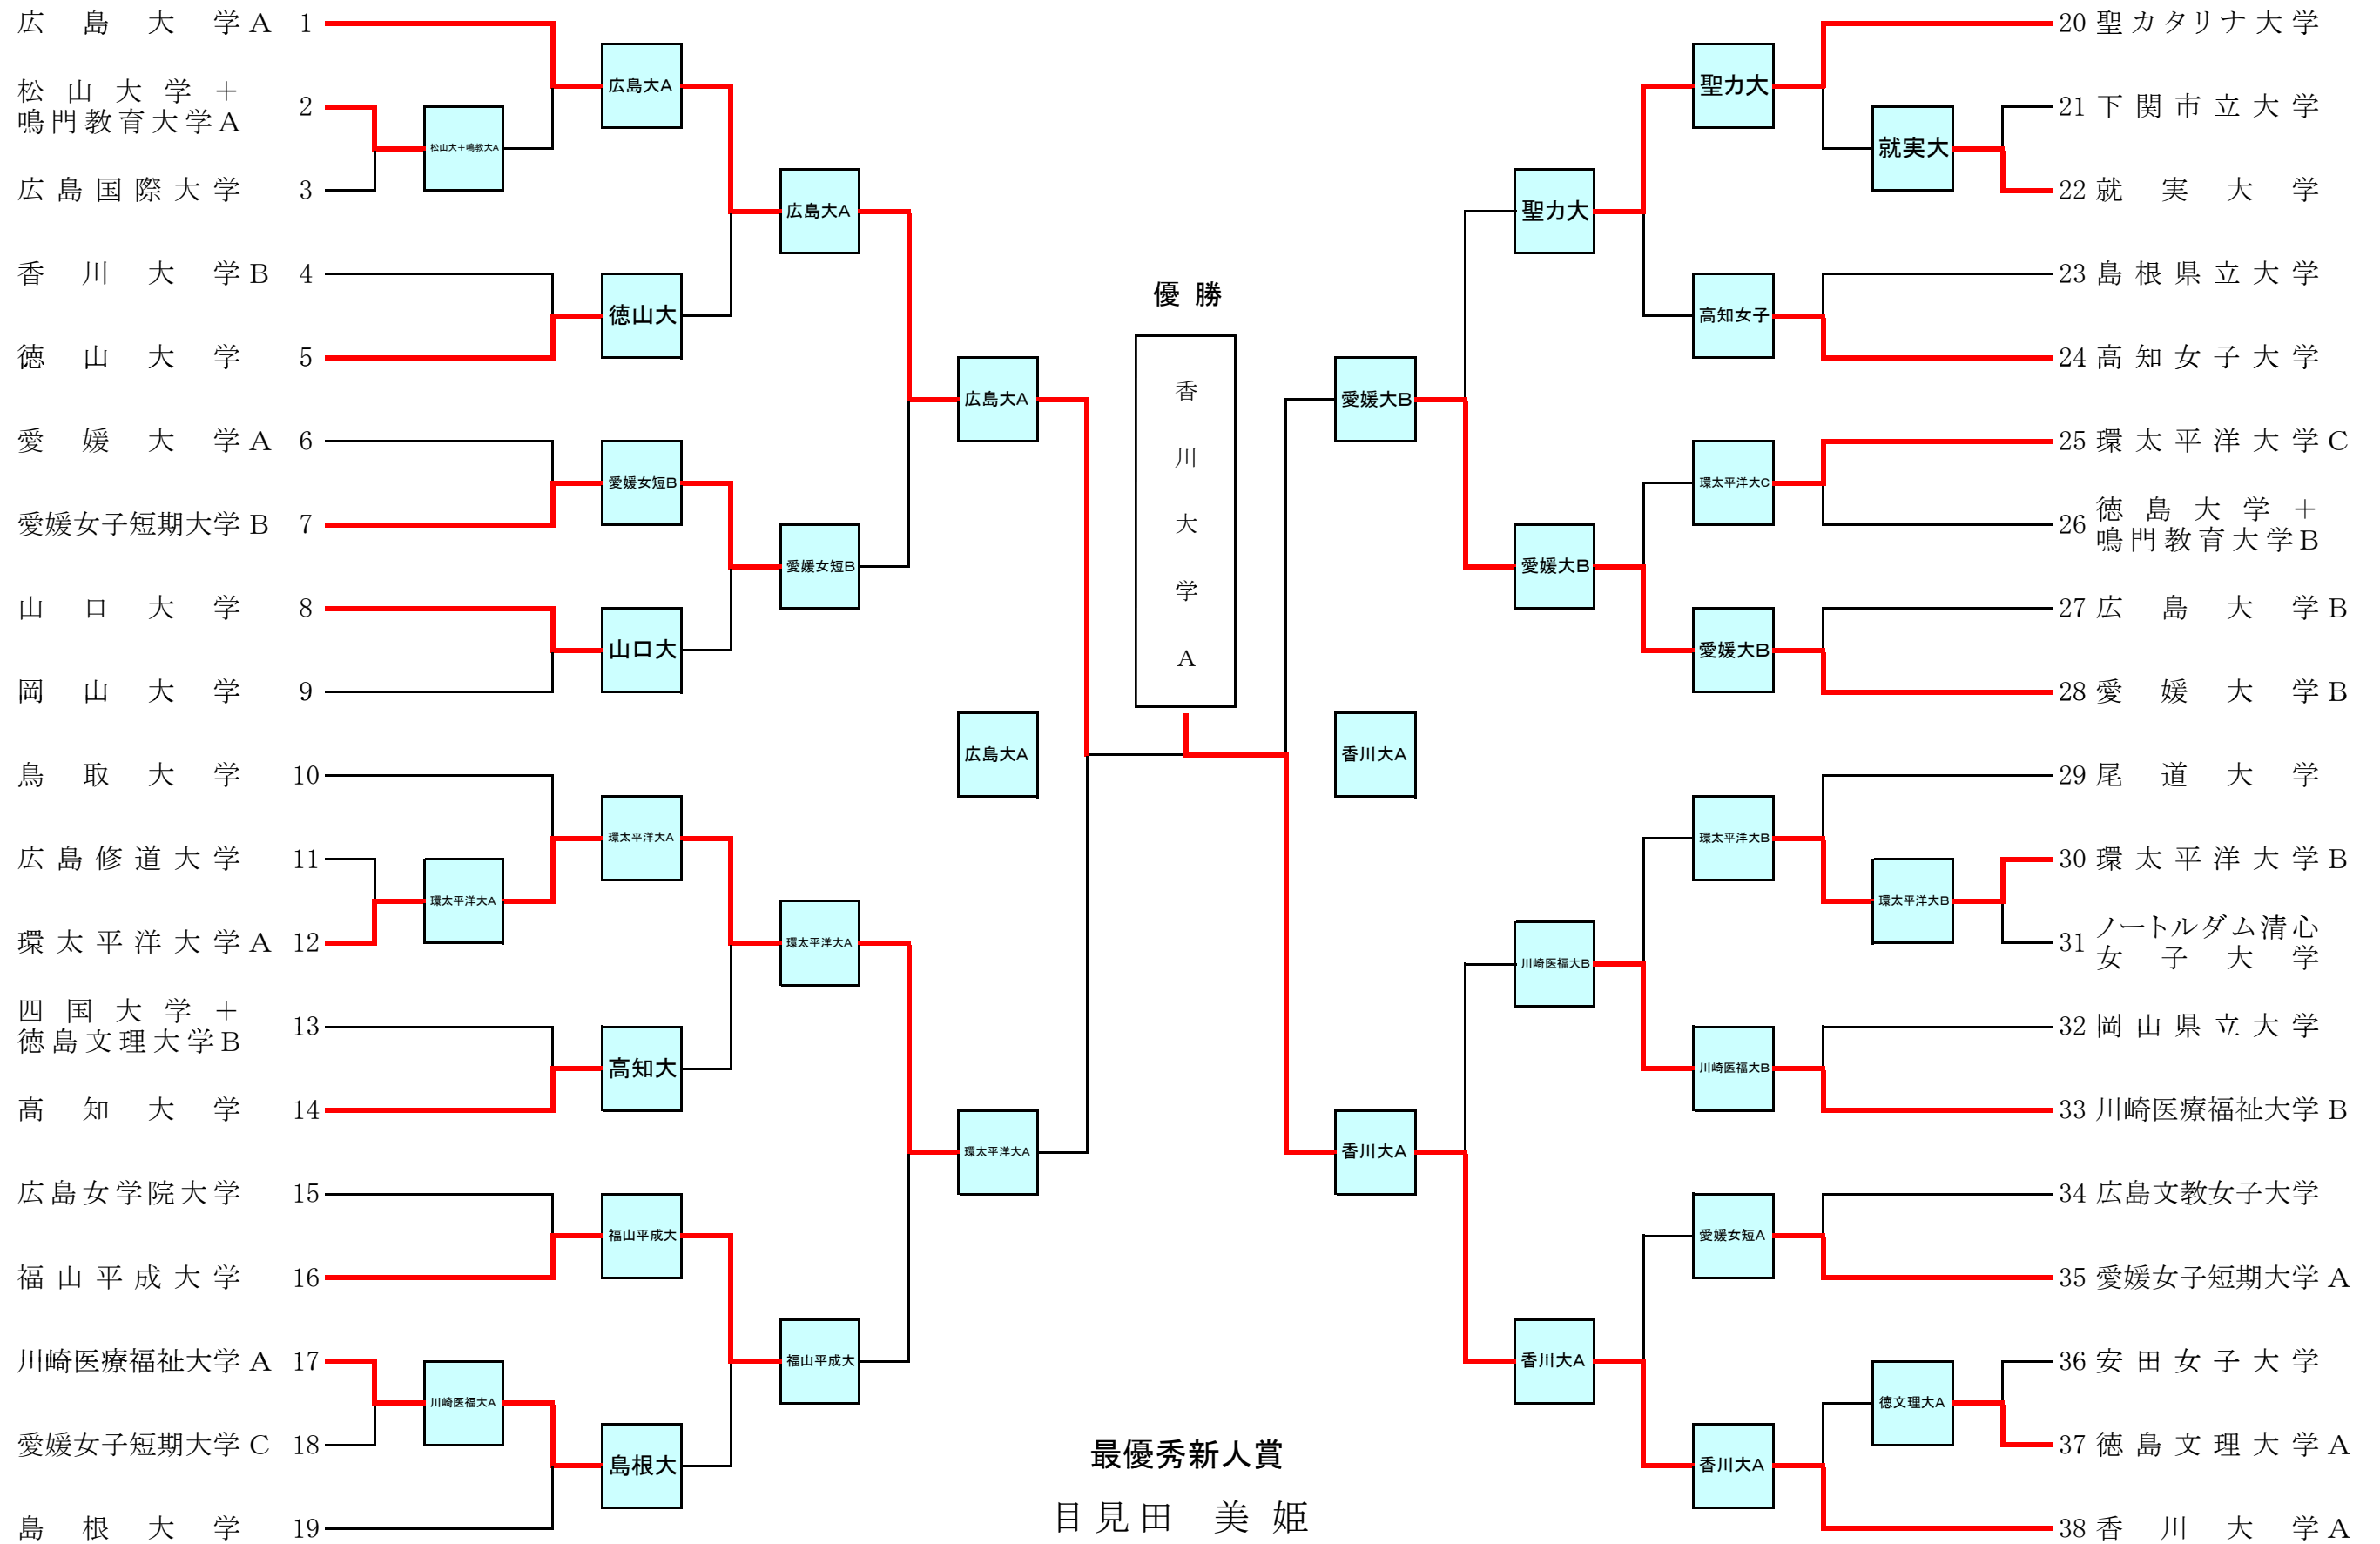 広島大学A 1
松山大学＋
鳴門教育大学A 2
広島国際大学 3
香川大学B 4
徳山大学 5
愛媛大学A 6
愛媛女子短期大学B 7
山口大学 8
岡山大学 9
鳥取大学 10
広島修道大学 11
環太平洋大学A 12
四国大学＋
徳島文理大学B 13
高知大学 14
広島女学院大学 15
福山平成大学 16
川崎医療福祉大学A 17
愛媛女子短期大学C 18
島根大学 19
松山大＋鳴教大A
環太平洋大A
川崎医福大A
広島大A
徳山大
愛媛女短B
山口大
環太平洋大A
高知大
福山平成大
島根大
広島大A
愛媛女短B
環太平洋大A
福山平成大
広島大A
広島大A
環太平洋大A
優勝
香川大学A
最優秀新人賞
目見田 美姫
愛媛大B
香川大A
香川大A
聖カ大
愛媛大B
川崎医福大B
香川大A
聖カ大
高知女子
環太平洋大C
愛媛大B
環太平洋大B
川崎医福大B
愛媛女短A
香川大A
就実大
環太平洋大B
徳文理大A
20 聖カタリナ大学
21 下関市立大学
22 就実大学
23 島根県立大学
24 高知女子大学
25 環太平洋大学C
26 徳島大学＋
鳴門教育大学B
27 広島大学B
28 愛媛大学B
29 尾道大学
30 環太平洋大学B
31 ノートルダム清心
女子大学
32 岡山県立大学
33 川崎医療福祉大学B
34 広島文教女子大学
35 愛媛女子短期大学A
36 安田女子大学
37 徳島文理大学A
38 香川大学A